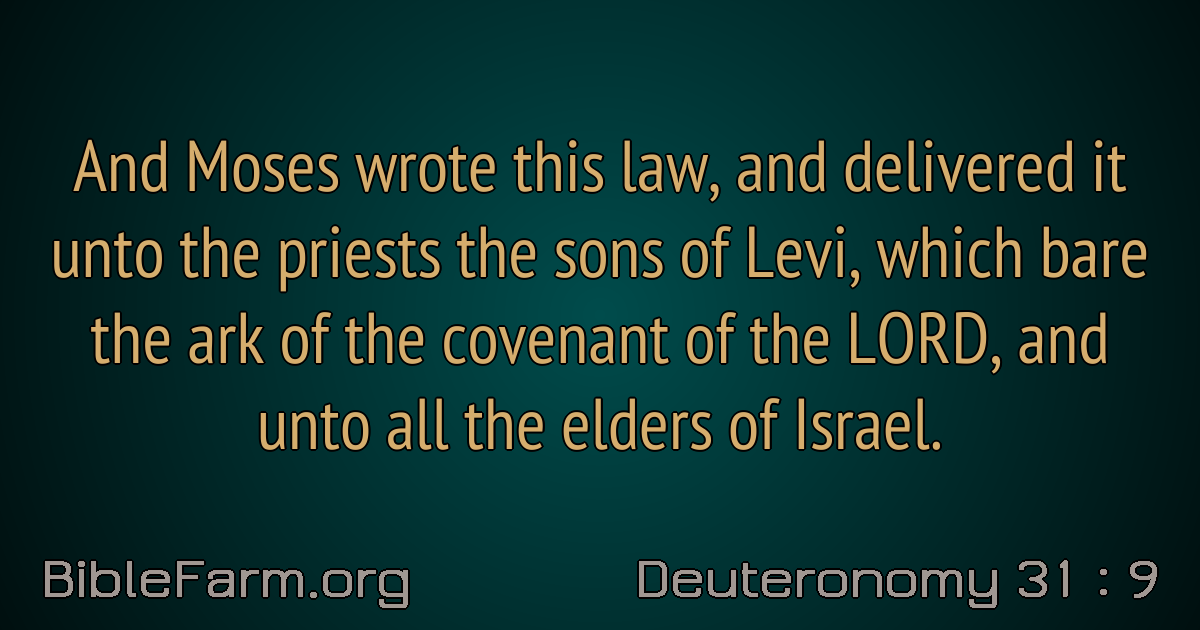 And Moses wrote this law, and delivered it
unto the priests the sons of Levi, which bare
the ark of the covenant of the LORD, and
unto all the elders of Israel.
BibleFarm.org
Deuteronomy 31 : 9